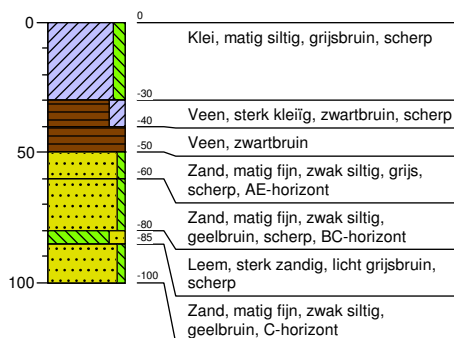 0
0
Klei, matig siltig, grijsbruin, scherp
-30
Veen, sterk kleiïg, zwartbruin, scherp
-40
Veen, zwartbruin
50
-50
Zand, matig fijn, zwak siltig, grijs,
scherp, AE-horizont
-60
Zand, matig fijn, zwak siltig,
geelbruin, scherp, BC-horizont
-80
-85
Leem, sterk zandig, licht grijsbruin,
scherp
100
-100
Zand, matig fijn, zwak siltig,
geelbruin, C-horizont